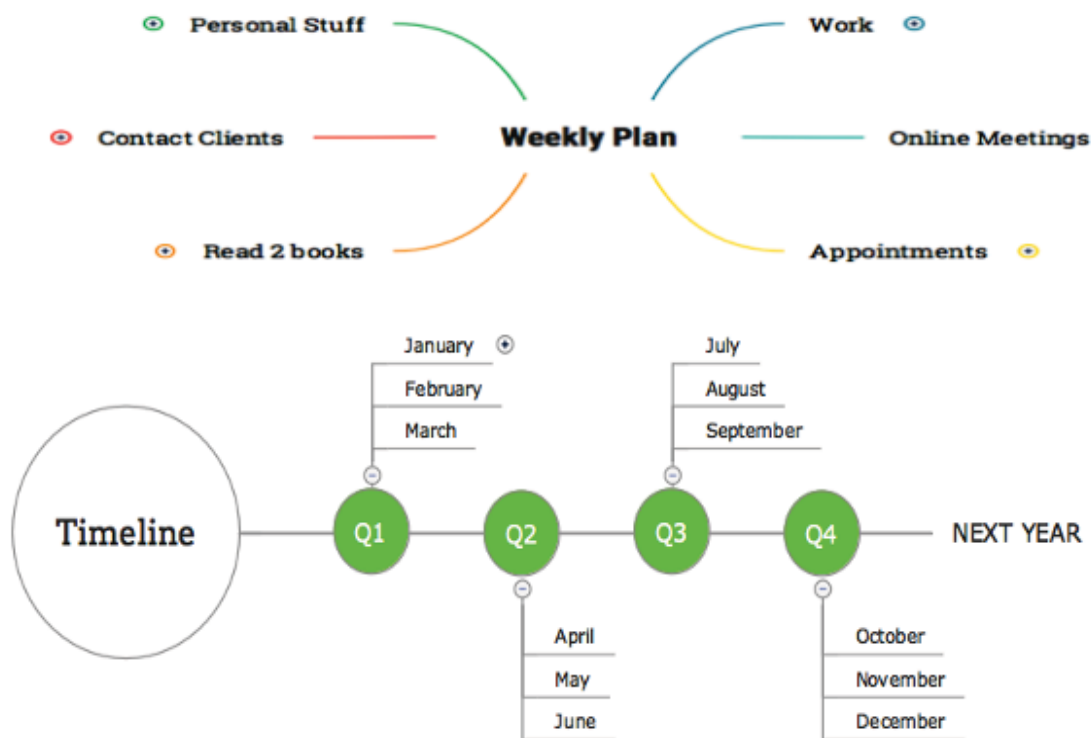 Personal Stuff
Work
Contact Clients
Weekly Plan
Online Meetings
Read 2 books
Appointments
January
February
March
July
August
September
Timeline
Q1
Q2
Q3
Q4
NEXT YEAR
April
May
June
October
November
December